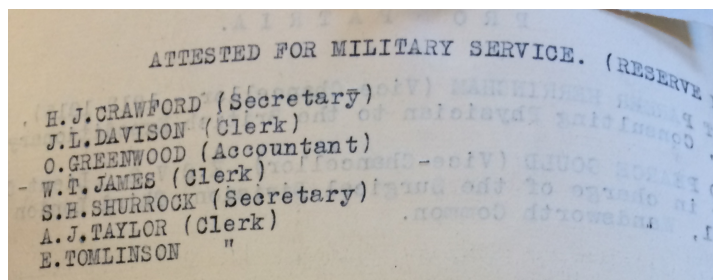 ATTESTED FOR MILITARY SERVICE. (RESERVE
H.J.CRAWFORD (Secretary)
J.L.DAVISON (Clerk)
O.GREENWOOD (Accountant)
- W.T.JAMES (Clerk)
S.H.SHURROCK (Secretary)
A.J.TAYLOR (Clerk)
E.TOMLINSON "